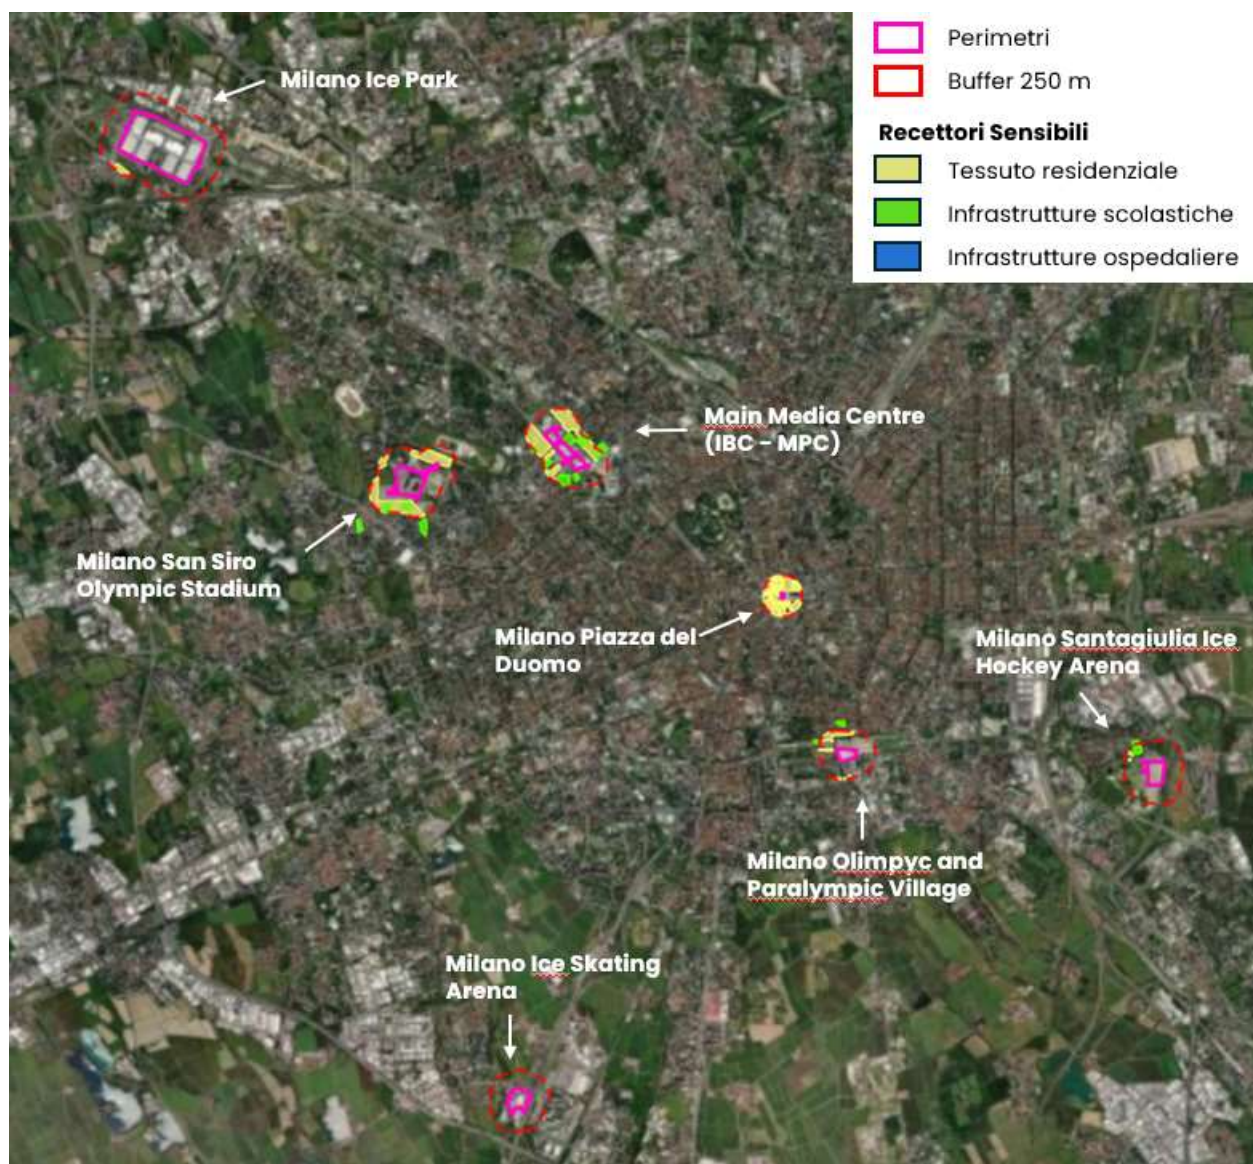 Perimetri
Buffer 250 m
Recettori Sensibili
Tessuto residenziale
Infrastrutture scolastiche
Infrastrutture ospedaliere
Milano Ice Park
Main Media Centre
(IBC - MPC)
Milano San Siro
Olympic Stadium
Milano Piazza del
Duomo
Milano Santagiulia Ice
Hockey Arena
Milano Olimpyc and
Paralympic Village
Milano Ice Skating
Arena